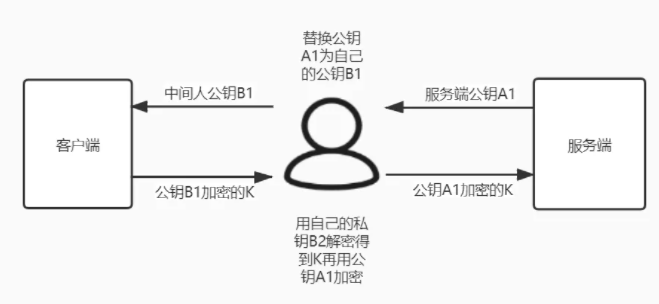 替换公钥
A1为自己
的公钥B1
中间人公钥B1
服务端公钥A1
客户端
服务端
公钥B1加密的K
公钥A1加密的K
用自己的私
钥B2解密得
到K再用公
钥A1加密